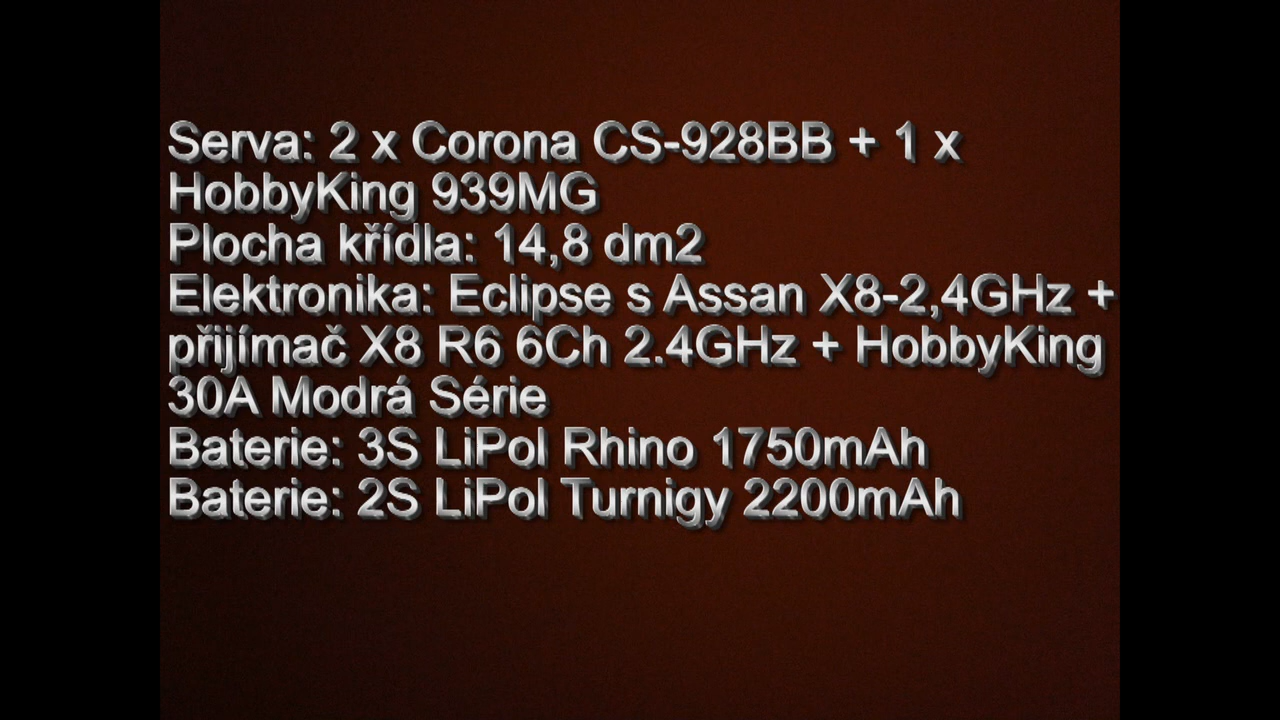 Serva: 2 x Corona CS-928BB + 1 x
HobbyKing 939MG
Plocha křídla: 14,8 dm2
Elektronika: Eclipse s Assan X8-2,4GHz +
přijímač X8 R6 6Ch 2.4GHz + HobbyKing
30A Modrá Série
Baterie: 3S LiPol Rhino 1750mAh
Baterie: 2S LiPol Turnigy 2200mAh